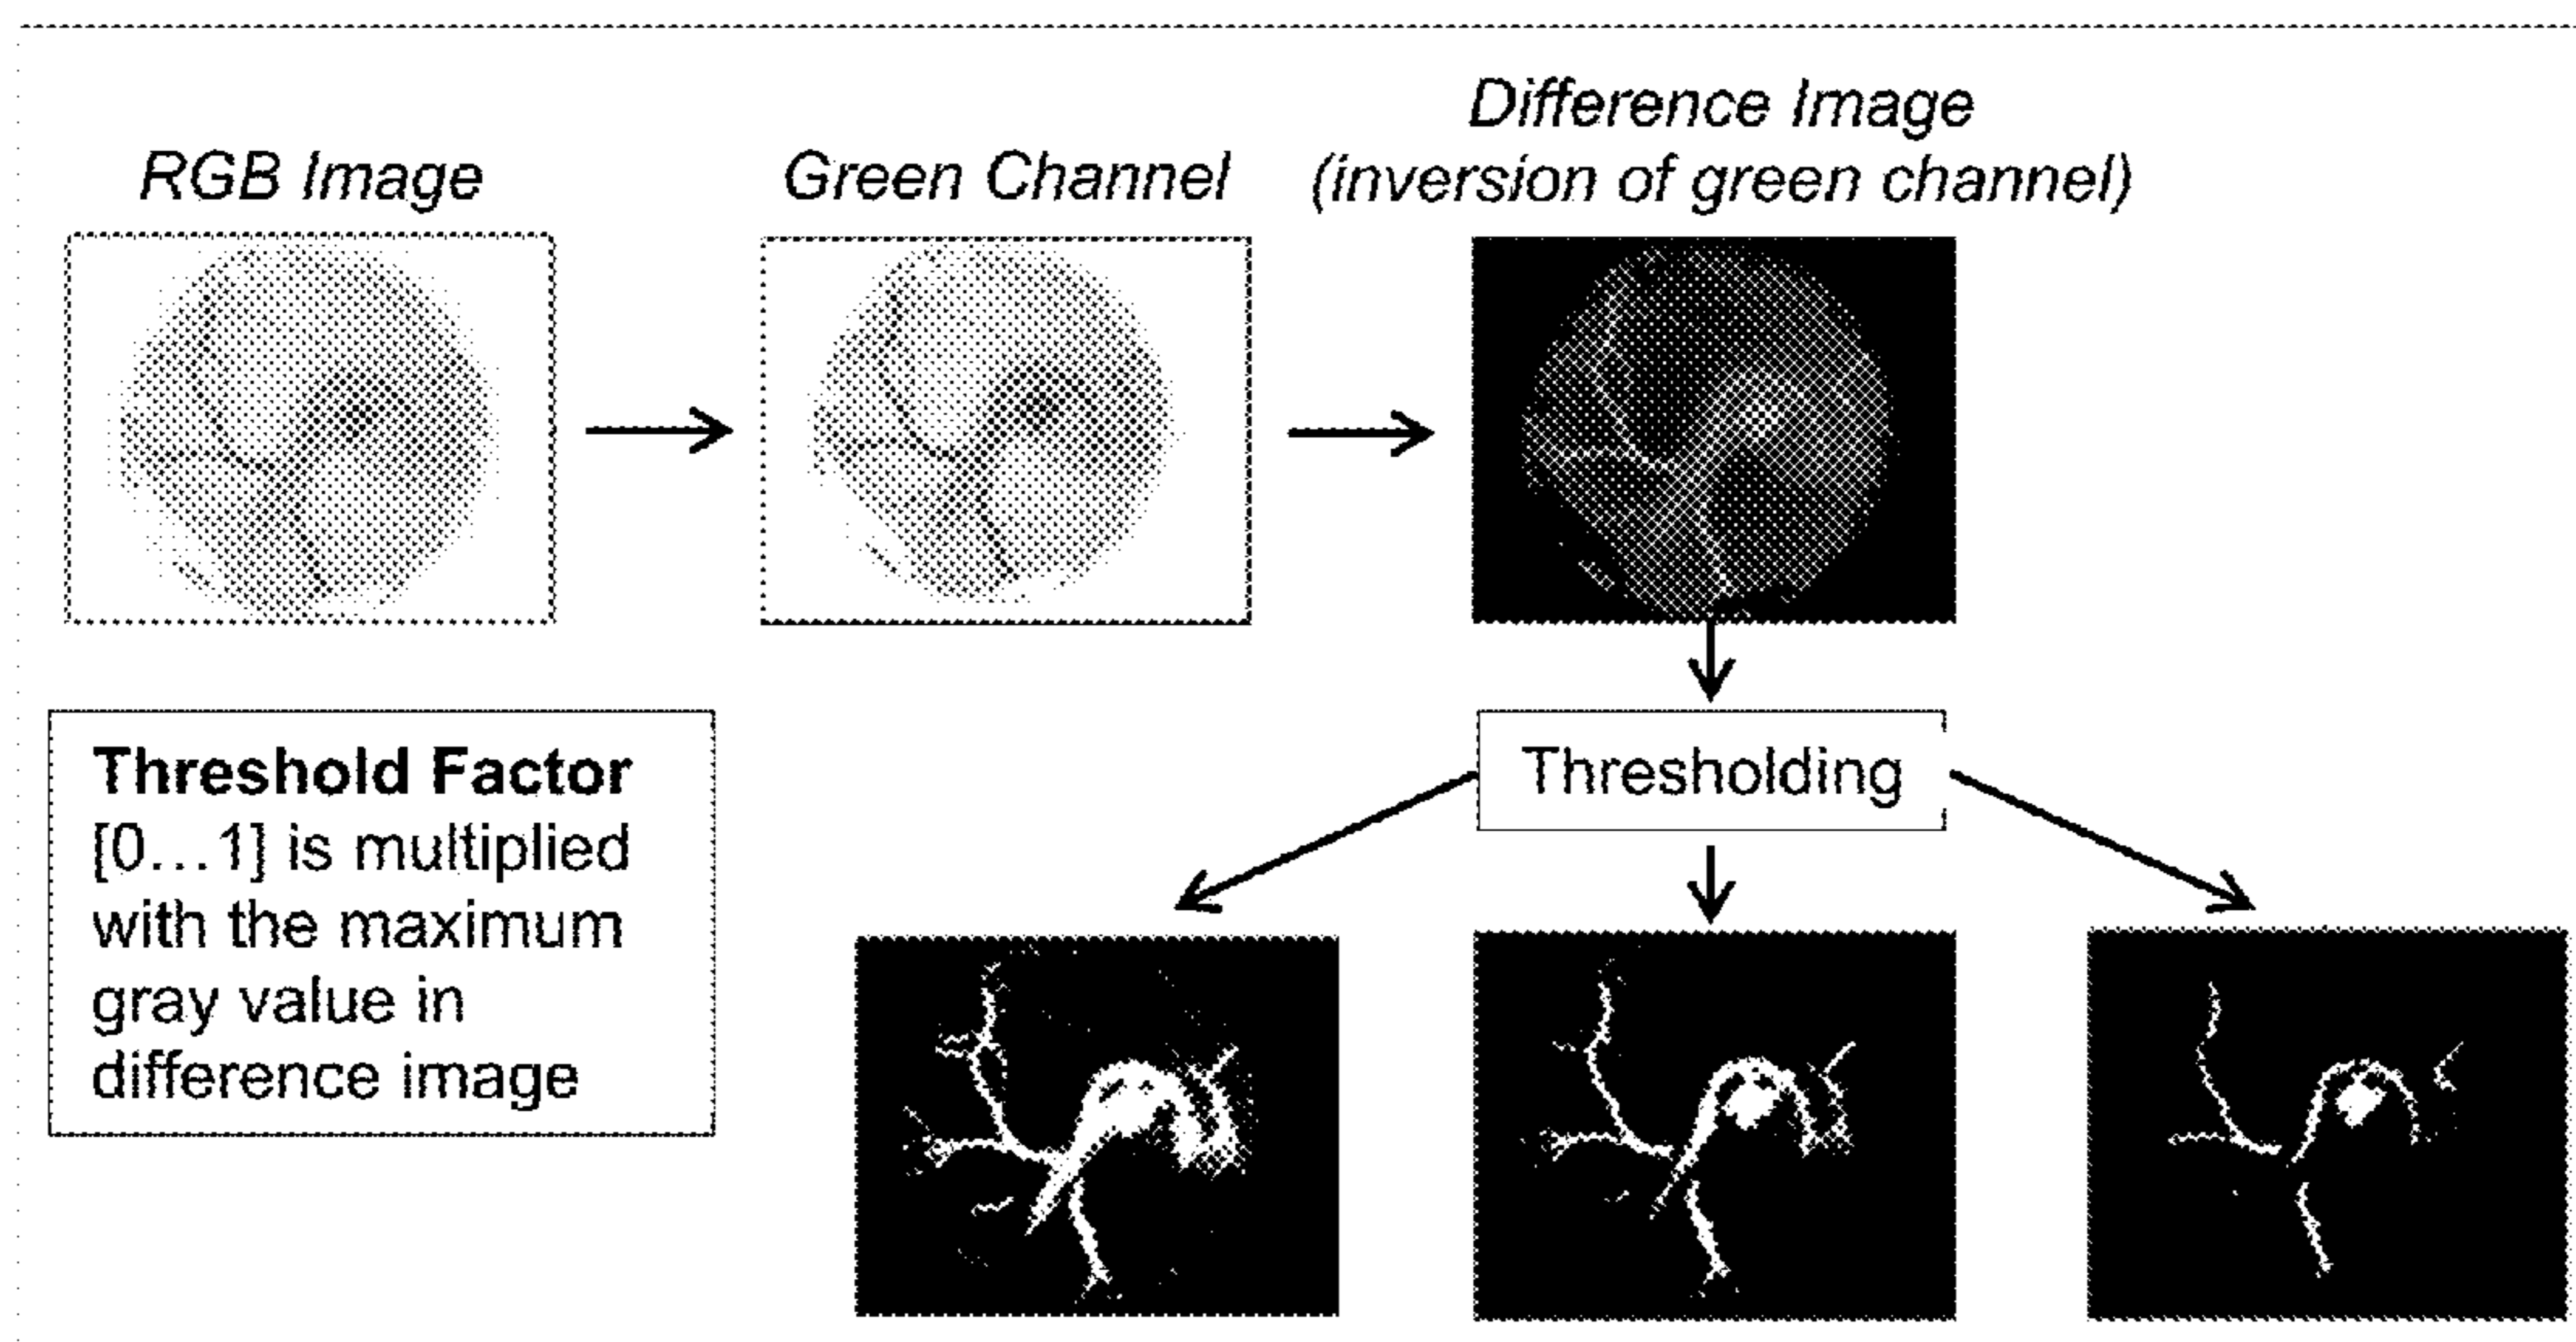 RGB Image
Green Channel
Difference Image
(inversion of green channel)
Threshold Factor
[0...1] is multiplied
with the maximum
gray value in
difference image
Thresholding